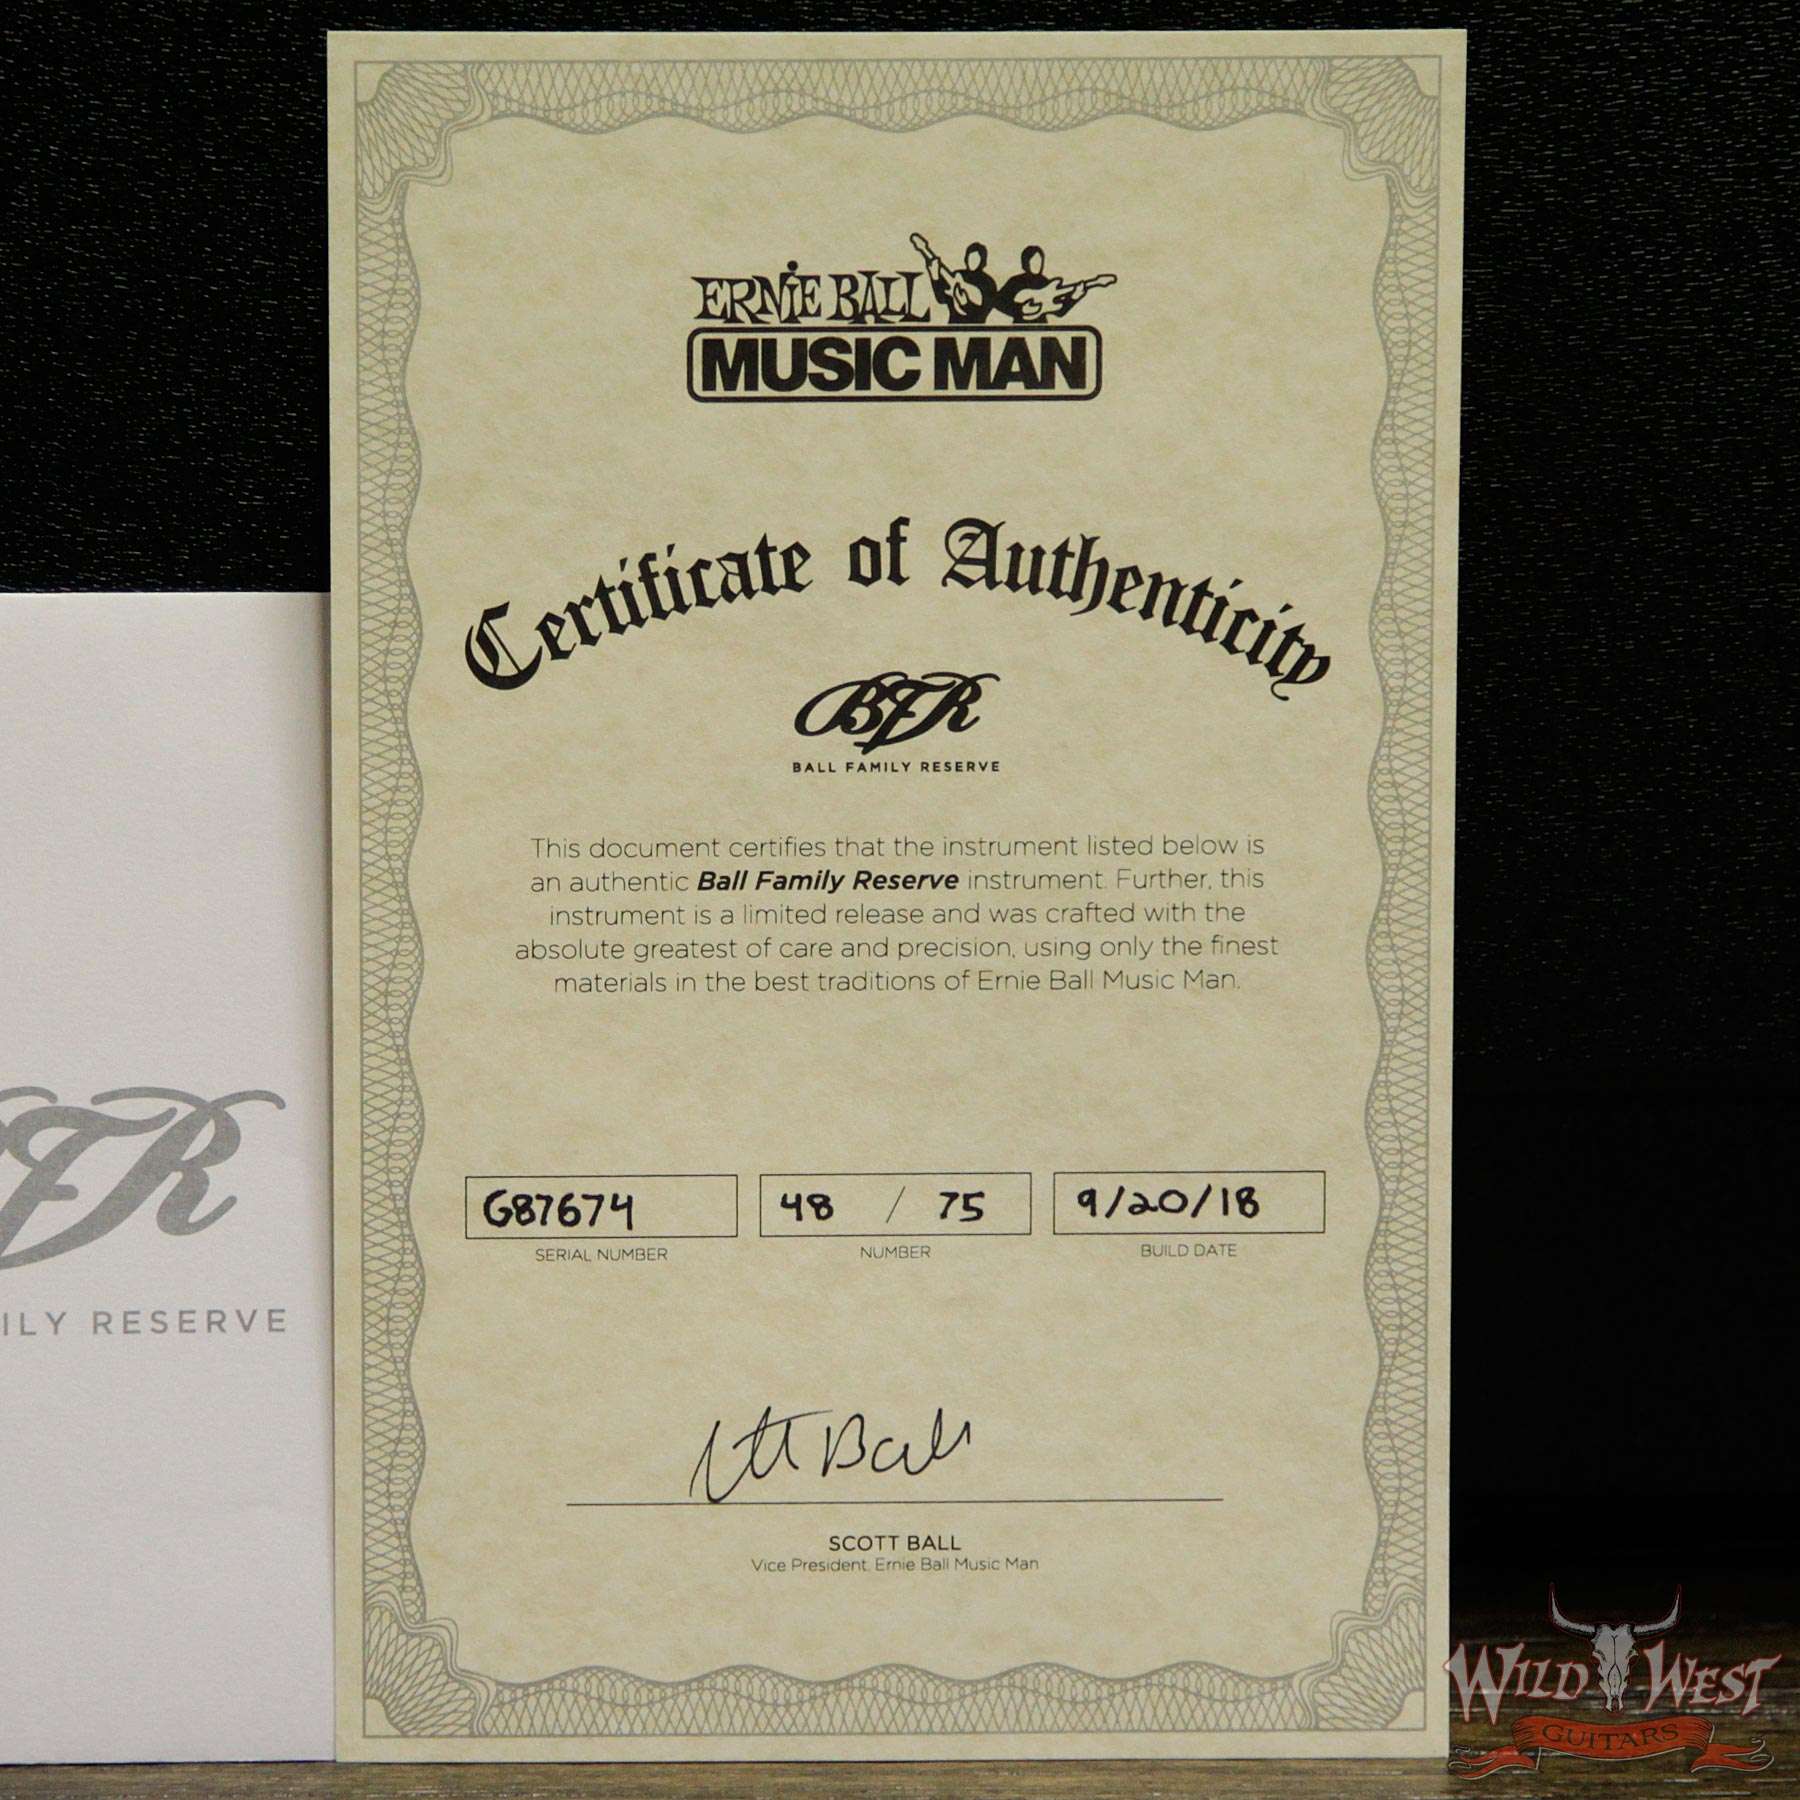 ERNIE BALL
MUSIC MAN
Certificate of Authenticity
BFR
BALL FAMILY RESERVE
This document certifies that the instrument listed below is
an authentic Ball Family Reserve instrument. Further, this
instrument is a limited release and was crafted with the
absolute greatest of care and precision, using only the finest
materials in the best traditions of Ernie Ball Music Man.
G87674 48 / 75 9/20/18
SERIAL NUMBER NUMBER BUILD DATE
Scott Ball
SCOTT BALL
Vice President, Ernie Ball Music Man
FR
ILY RESERVE
WILD WEST
GUITARS